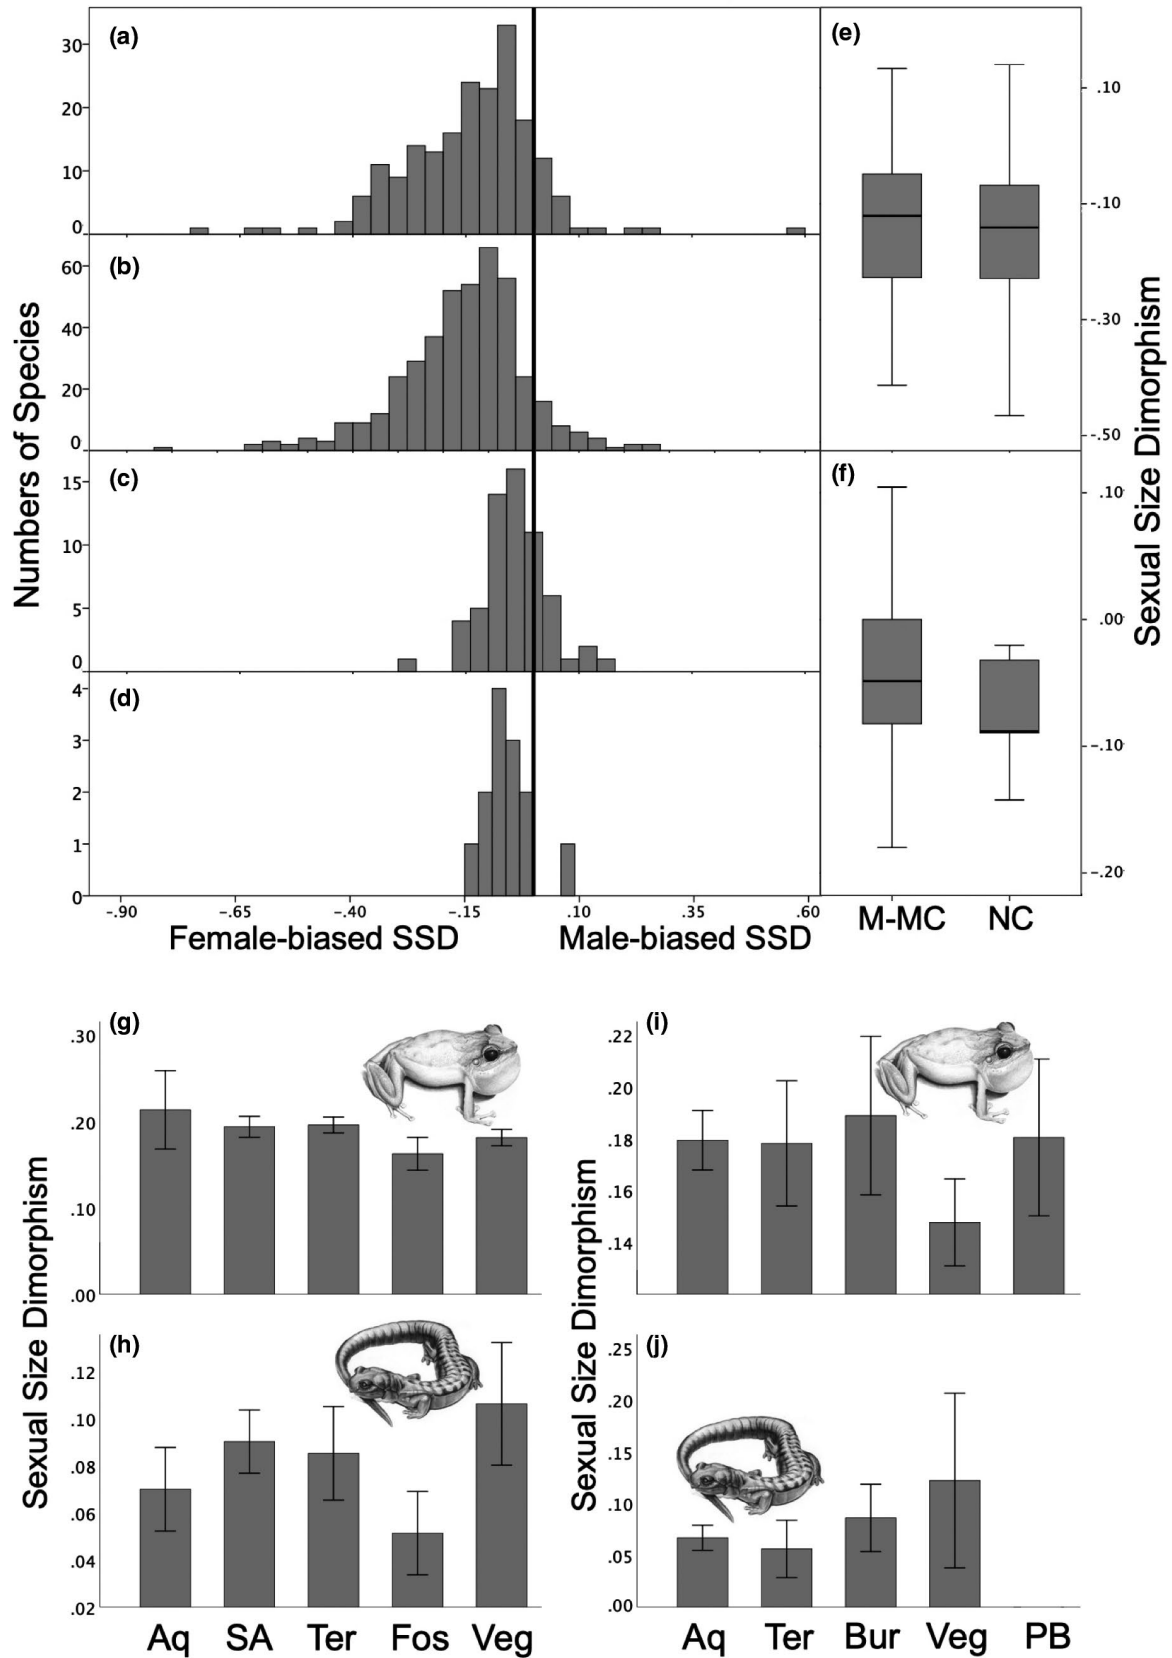 (a)
30
20
10
0
(b)
60
40
20
0
(c)
15
10
5
0
(d)
4
3
2
1
0
-.90 -.65 -.40 -.15 .10 .35 .60
Female-biased SSD Male-biased SSD
Numbers of Species
(e)
.10
-.10
-.30
-.50
(f)
.10
.00
-.10
-.20
M-MC NC
Sexual Size Dimorphism
(g)
.30
.20
.10
.00
(h)
.12
.10
.08
.06
.04
.02
Aq SA Ter Fos Veg
Sexual Size Dimorphism
(i)
.22
.20
.18
.16
.14
(j)
.25
.20
.15
.10
.05
.00
Aq Ter Bur Veg PB
Sexual Size Dimorphism